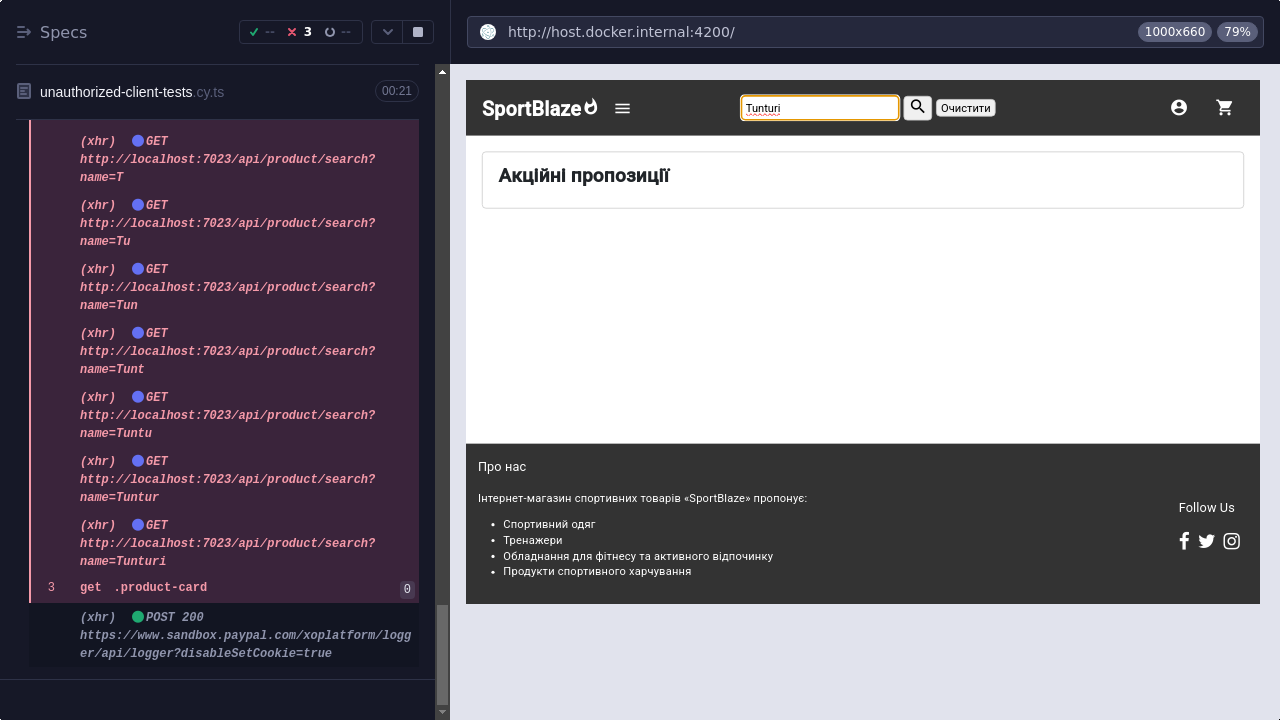 Specs
--
3
--
http://host.docker.internal:4200/
1000x660
79%
unauthorized-client-tests.cy.ts
00:21
(xhr) GET
http://localhost:7023/api/product/search?
name=T
(xhr) GET
http://localhost:7023/api/product/search?
name=Tu
(xhr) GET
http://localhost:7023/api/product/search?
name=Tun
(xhr) GET
http://localhost:7023/api/product/search?
name=Tunt
(xhr) GET
http://localhost:7023/api/product/search?
name=Tuntu
(xhr) GET
http://localhost:7023/api/product/search?
name=Tuntur
(xhr) GET
http://localhost:7023/api/product/search?
name=Tunturi
3 get .product-card 0
(xhr) POST 200
https://www.sandbox.paypal.com/xoplatform/logg
er/api/logger?disableSetCookie=true
SportBlaze
Tunturi
Очистити
Акційні пропозиції
Про нас
Інтернет-магазин спортивних товарів «SportBlaze» пропонує:
• Спортивний одяг
• Тренажери
• Обладнання для фітнесу та активного відпочинку
• Продукти спортивного харчування
Follow Us